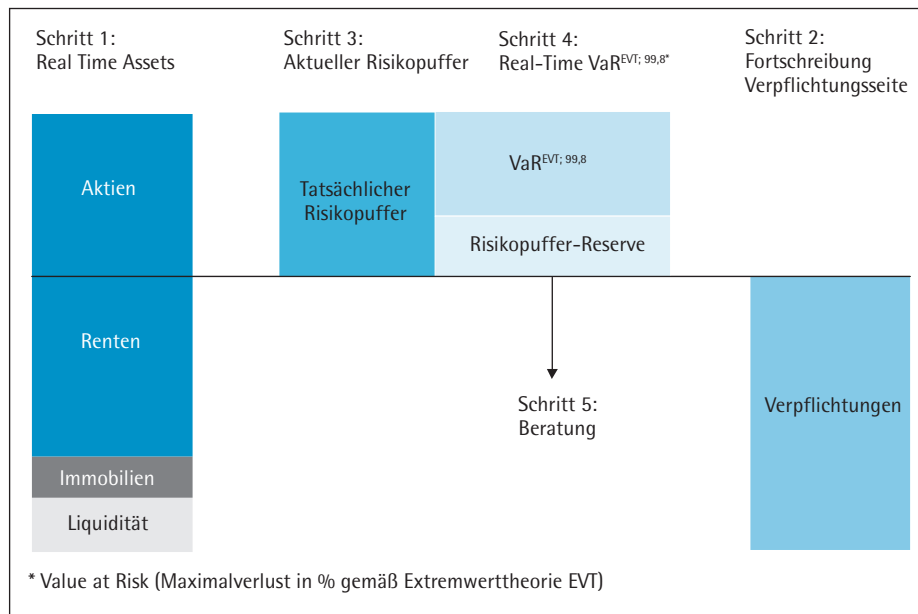 Schritt 1:
Real Time Assets
Schritt 3:
Aktueller Risikopuffer
Schritt 4:
Real-Time VaR^EVT; 99,8*
Schritt 2:
Fortschreibung
Verpflichtungsseite
Aktien
Tatsächlicher
Risikopuffer
VaR^EVT; 99,8
Risikopuffer-Reserve
Renten
Schritt 5:
Beratung
Verpflichtungen
Immobilien
Liquidität
* Value at Risk (Maximalverlust in % gemäß Extremwerttheorie EVT)